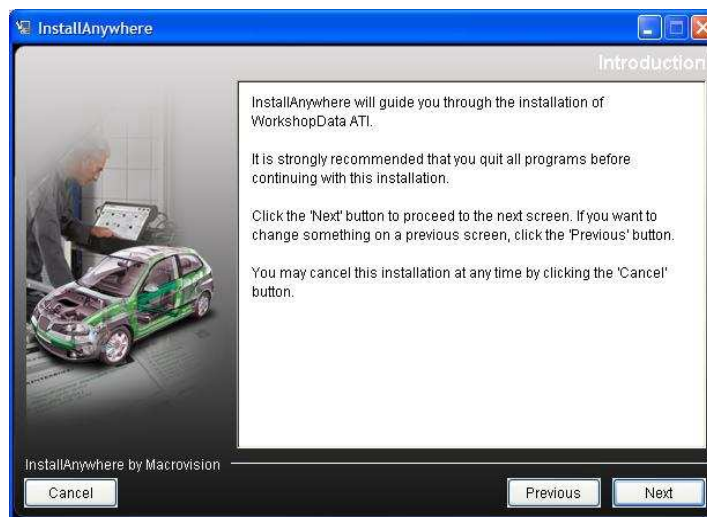 InstallAnywhere
Introduction
InstallAnywhere will guide you through the installation of
WorkshopData ATI.
It is strongly recommended that you quit all programs before
continuing with this installation.
Click the 'Next' button to proceed to the next screen. If you want to
change something on a previous screen, click the 'Previous' button.
You may cancel this installation at any time by clicking the 'Cancel'
button.
InstallAnywhere by Macrovision
Cancel
Previous
Next